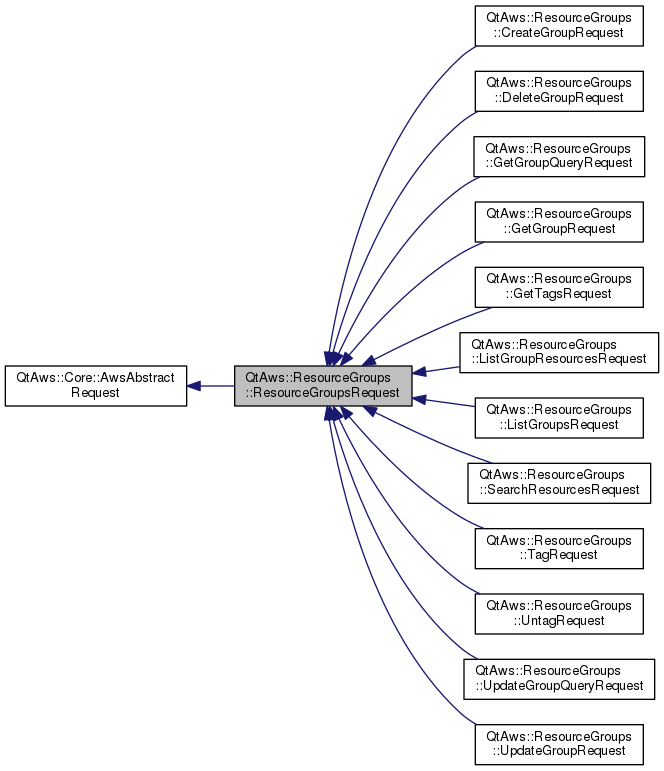 QtAws::Core::AwsAbstract
Request
QtAws::ResourceGroups
::ResourceGroupsRequest
QtAws::ResourceGroups
::CreateGroupRequest
QtAws::ResourceGroups
::DeleteGroupRequest
QtAws::ResourceGroups
::GetGroupQueryRequest
QtAws::ResourceGroups
::GetGroupRequest
QtAws::ResourceGroups
::GetTagsRequest
QtAws::ResourceGroups
::ListGroupResourcesRequest
QtAws::ResourceGroups
::ListGroupsRequest
QtAws::ResourceGroups
::SearchResourcesRequest
QtAws::ResourceGroups
::TagRequest
QtAws::ResourceGroups
::UntagRequest
QtAws::ResourceGroups
::UpdateGroupQueryRequest
QtAws::ResourceGroups
::UpdateGroupRequest